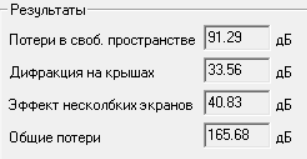 Результаты
Потери в своб. пространстве 91.29 дБ
Дифракция на крышах 33.56 дБ
Эффект несколбких экранов 40.83 дБ
Общие потери 165.68 дБ